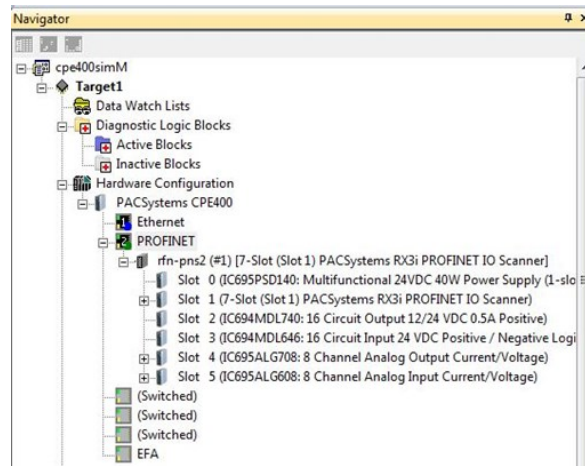 Navigator
cpe400simM
Target1
Data Watch Lists
Diagnostic Logic Blocks
Active Blocks
Inactive Blocks
Hardware Configuration
PACSystems CPE400
1 Ethernet
2 PROFINET
rfn-pns2 (#1) [7-Slot (Slot 1) PACSystems RX3i PROFINET IO Scanner]
Slot 0 (IC695PSD140: Multifunctional 24VDC 40W Power Supply (1-slo
Slot 1 (7-Slot (Slot 1) PACSystems RX3i PROFINET IO Scanner)
Slot 2 (IC694MDL740: 16 Circuit Output 12/24 VDC 0.5A Positive)
Slot 3 (IC694MDL646: 16 Circuit Input 24 VDC Positive / Negative Logi
Slot 4 (IC695ALG708: 8 Channel Analog Output Current/Voltage)
Slot 5 (IC695ALG608: 8 Channel Analog Input Current/Voltage)
(Switched)
(Switched)
(Switched)
EFA